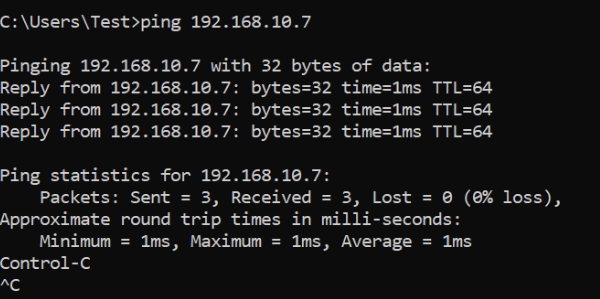 C:\Users\Test>ping 192.168.10.7
Pinging 192.168.10.7 with 32 bytes of data:
Reply from 192.168.10.7: bytes=32 time=1ms TTL=64
Reply from 192.168.10.7: bytes=32 time=1ms TTL=64
Reply from 192.168.10.7: bytes=32 time=1ms TTL=64
Ping statistics for 192.168.10.7:
Packets: Sent = 3, Received = 3, Lost = 0 (0% loss),
Approximate round trip times in milli-seconds:
Minimum = 1ms, Maximum = 1ms, Average = 1ms
Control-C
^C